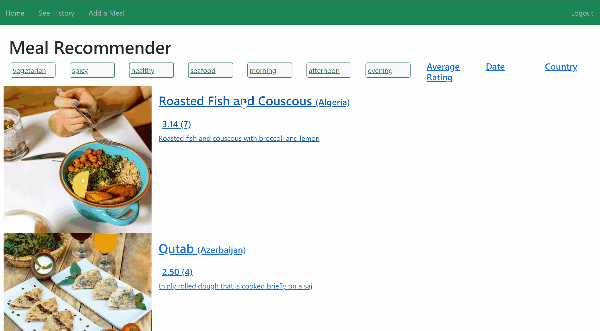 Home See History Add a Meal Logout
Meal Recommender
vegetarian spicy healthy seafood morning afternoon evening Average Rating Date Country
Roasted Fish and Couscous (Algeria)
3.14 (7)
Roasted fish and couscous with broccoli and lemon
Qutab (Azerbaijan)
2.50 (4)
thinly rolled dough that is cooked briefly on a saj